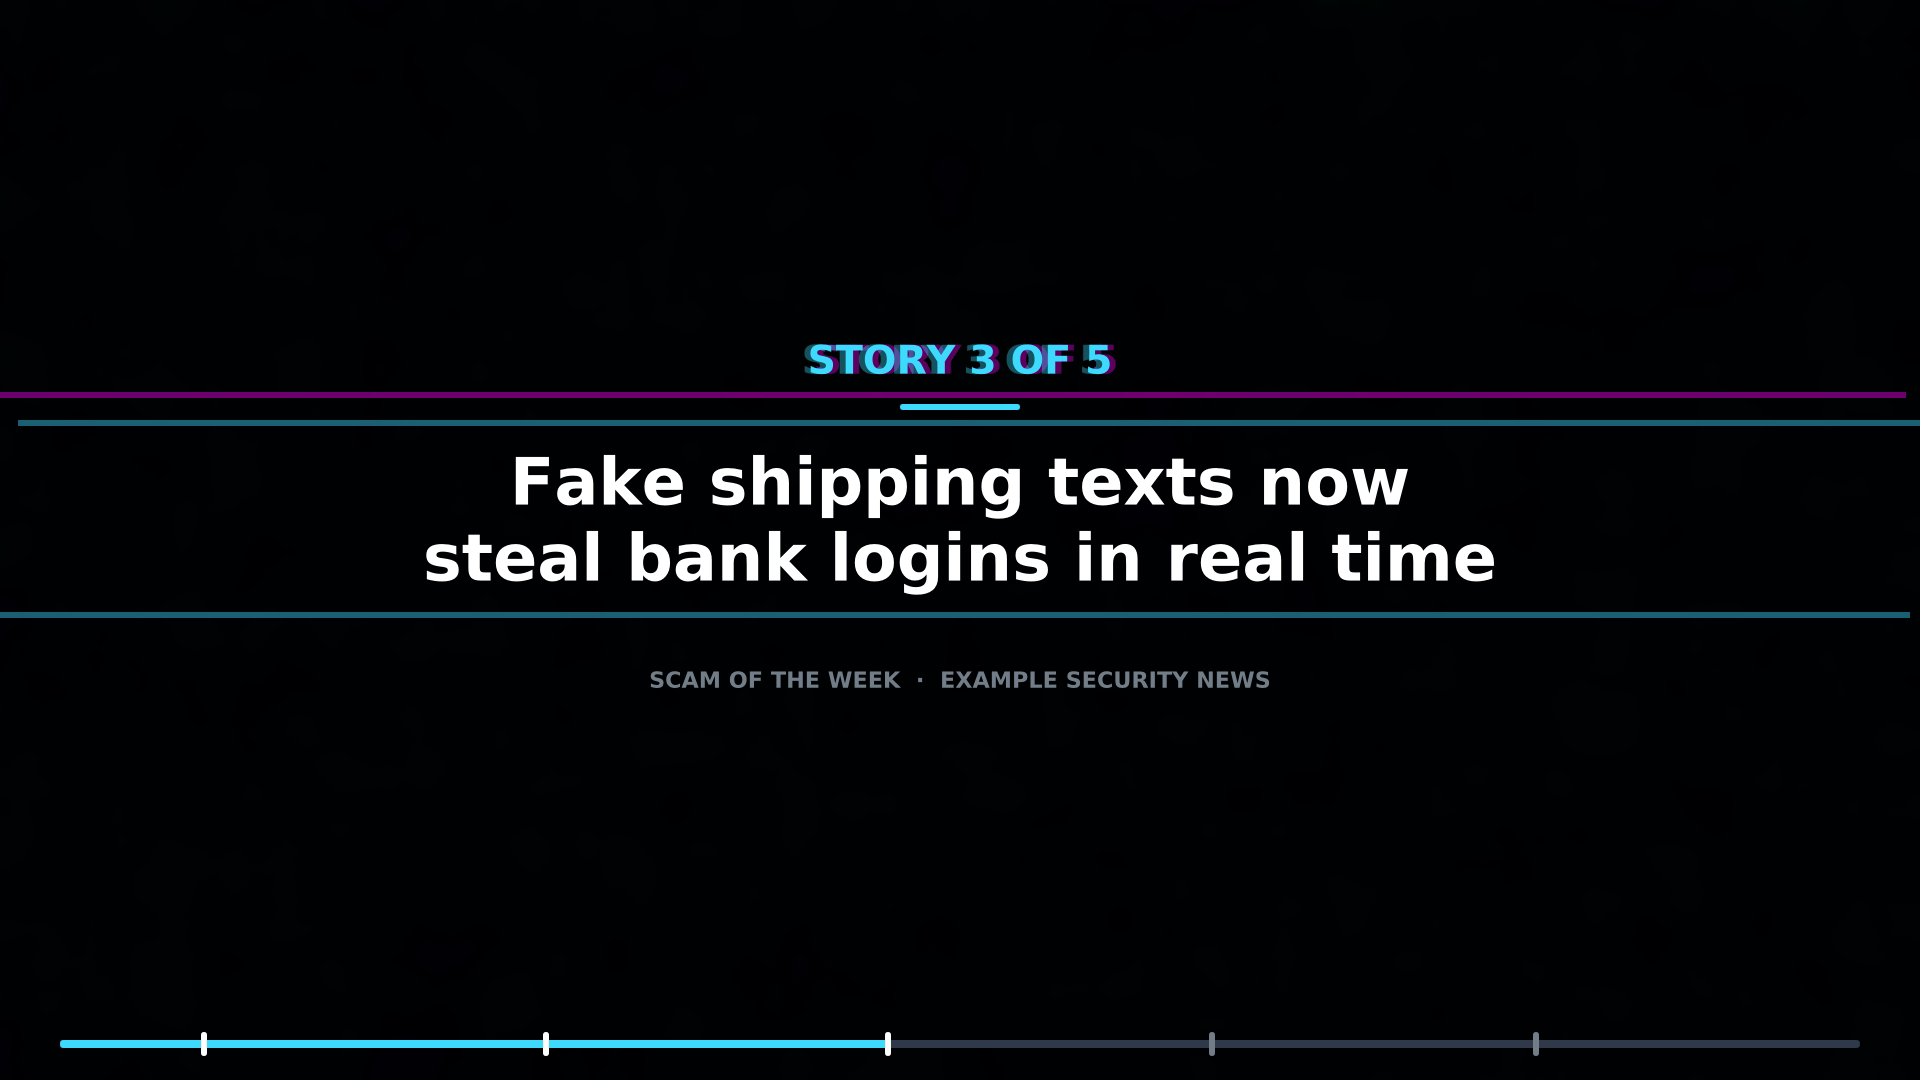 STORY 3 OF 5
Fake shipping texts now
steal bank logins in real time
SCAM OF THE WEEK · EXAMPLE SECURITY NEWS